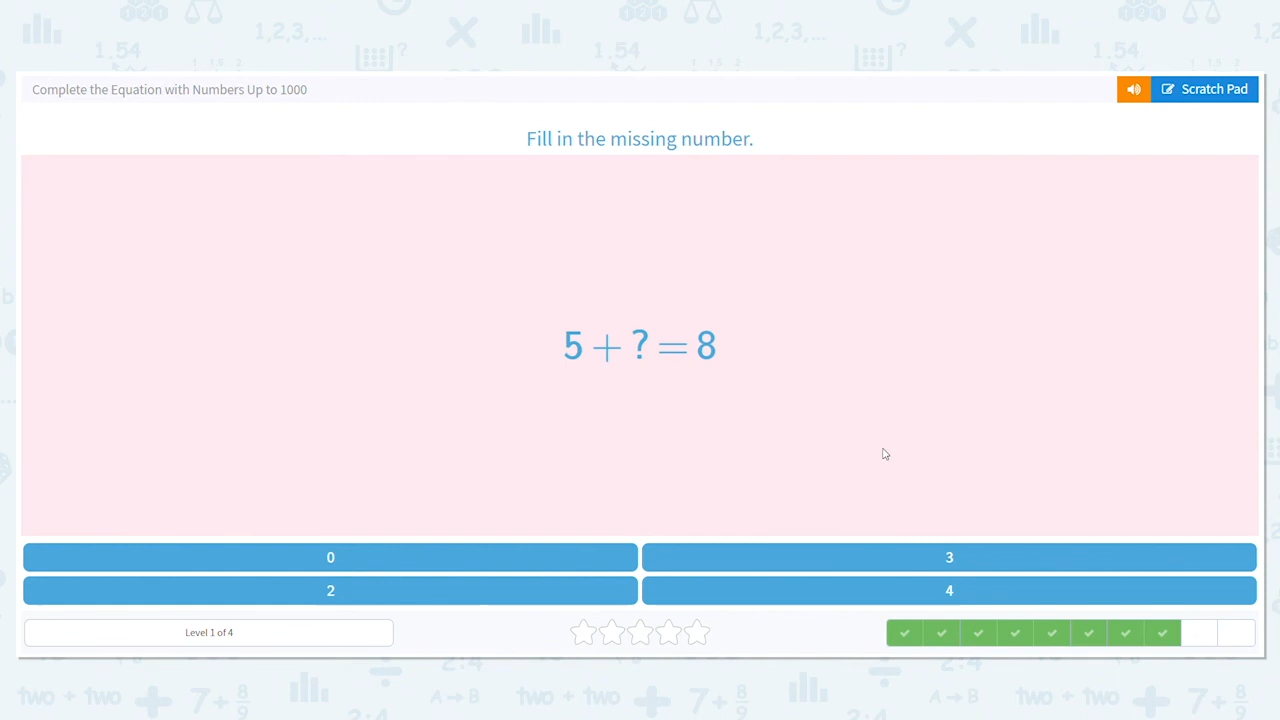 Complete the Equation with Numbers Up to 1000
Scratch Pad
Fill in the missing number.
5 + ? = 8
0
3
2
4
Level 1 of 4